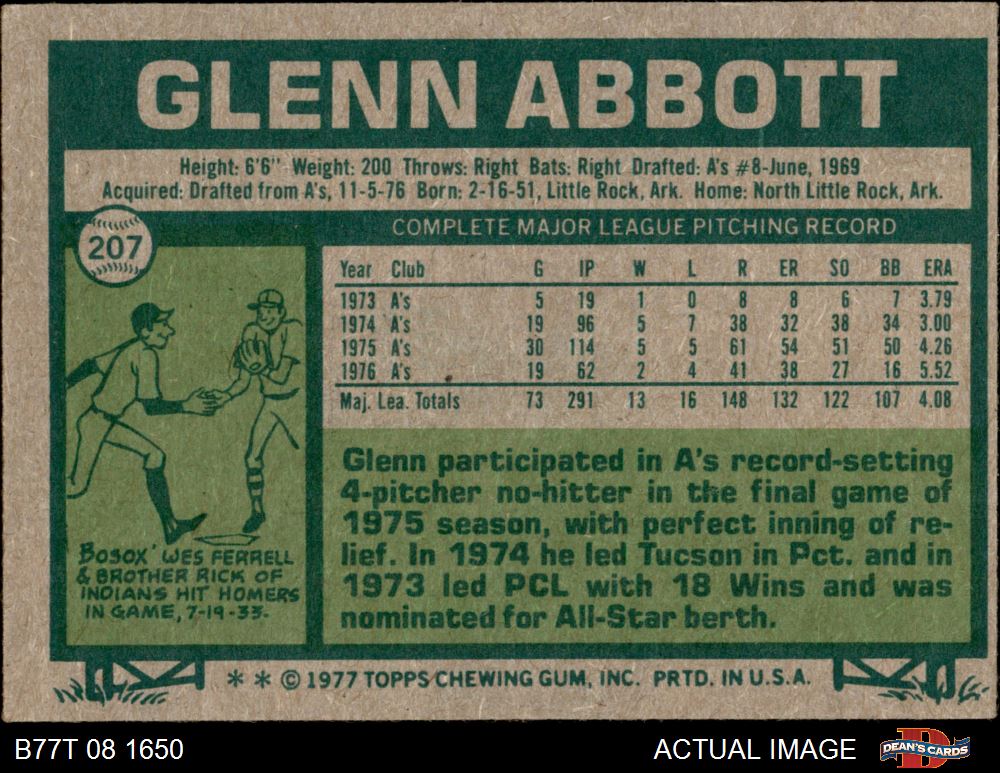 GLENN ABBOTT
Height: 6'6" Weight: 200 Throws: Right Bats: Right Drafted: A's #8-June, 1969
Acquired: Drafted from A's, 11-5-76 Born: 2-16-51, Little Rock, Ark. Home: North Little Rock, Ark.
207
COMPLETE MAJOR LEAGUE PITCHING RECORD
Year Club G IP W L R ER SO BB ERA
1973 A's 5 19 1 0 8 8 6 7 3.79
1974 A's 19 96 5 7 38 32 38 34 3.00
1975 A's 30 114 5 5 61 54 51 50 4.26
1976 A's 19 62 2 4 41 38 27 16 5.52
Maj. Lea. Totals 73 291 13 16 148 132 122 107 4.08
BOSOX' WES FERRELL
& BROTHER RICK OF
INDIANS HIT HOMERS
IN GAME, 7-19-33.
Glenn participated in A's record-setting
4-pitcher no-hitter in the final game of
1975 season, with perfect inning of re-
lief. In 1974 he led Tucson in Pct. and in
1973 led PCL with 18 Wins and was
nominated for All-Star berth.
* * © 1977 TOPPS CHEWING GUM, INC. PRTD. IN U.S.A.
B77T 08 1650
ACTUAL IMAGE
DEAN'S CARDS